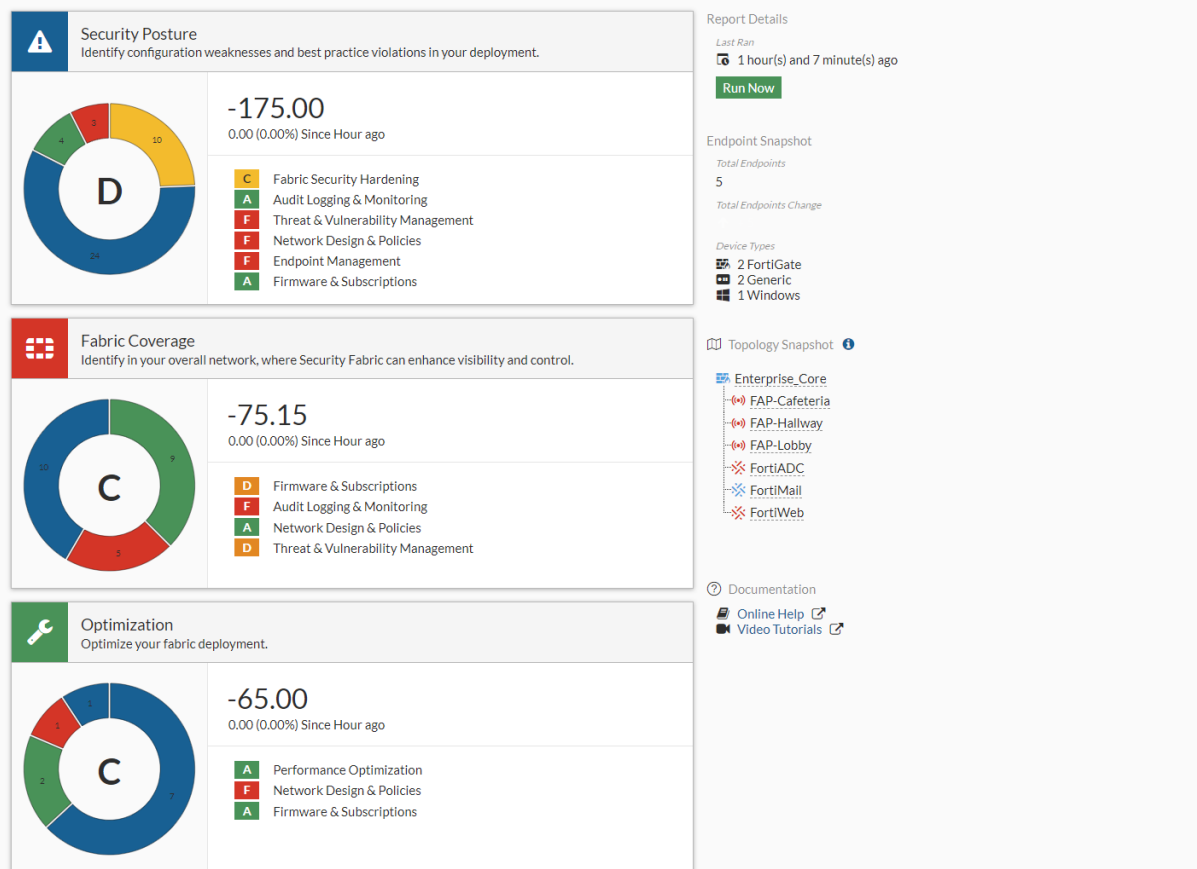 Security Posture
Identify configuration weaknesses and best practice violations in your deployment.
3
10
4
24
D
-175.00
0.00 (0.00%) Since Hour ago
C Fabric Security Hardening
A Audit Logging & Monitoring
F Threat & Vulnerability Management
F Network Design & Policies
F Endpoint Management
A Firmware & Subscriptions
Fabric Coverage
Identify in your overall network, where Security Fabric can enhance visibility and control.
10
9
5
C
-75.15
0.00 (0.00%) Since Hour ago
D Firmware & Subscriptions
F Audit Logging & Monitoring
A Network Design & Policies
D Threat & Vulnerability Management
Optimization
Optimize your fabric deployment.
1
1
2
7
C
-65.00
0.00 (0.00%) Since Hour ago
A Performance Optimization
F Network Design & Policies
A Firmware & Subscriptions
Report Details
Last Ran
1 hour(s) and 7 minute(s) ago
Run Now
Endpoint Snapshot
Total Endpoints
5
Total Endpoints Change
Device Types
2 FortiGate
2 Generic
1 Windows
Topology Snapshot
Enterprise_Core
FAP-Cafeteria
FAP-Hallway
FAP-Lobby
FortiADC
FortiMail
FortiWeb
Documentation
Online Help
Video Tutorials